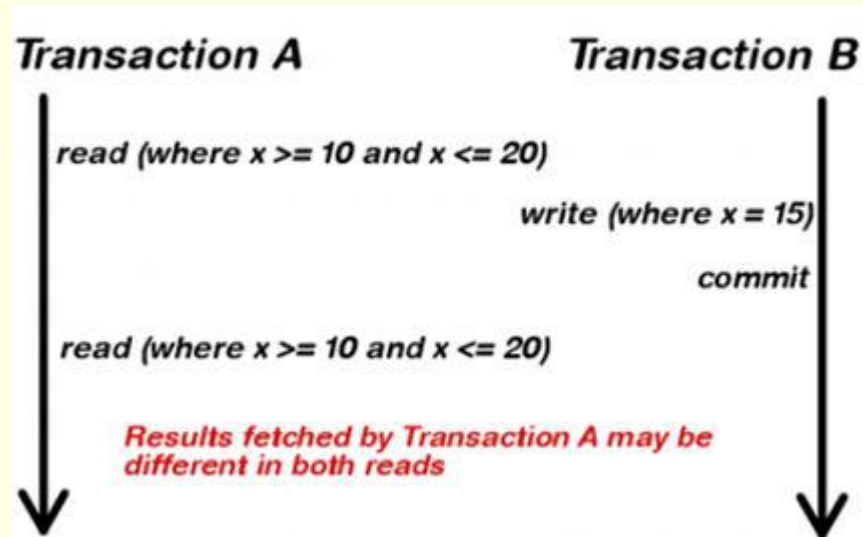 Transaction A
Transaction B
read (where x >= 10 and x <= 20)
write (where x = 15)
commit
read (where x >= 10 and x <= 20)
Results fetched by Transaction A may be
different in both reads